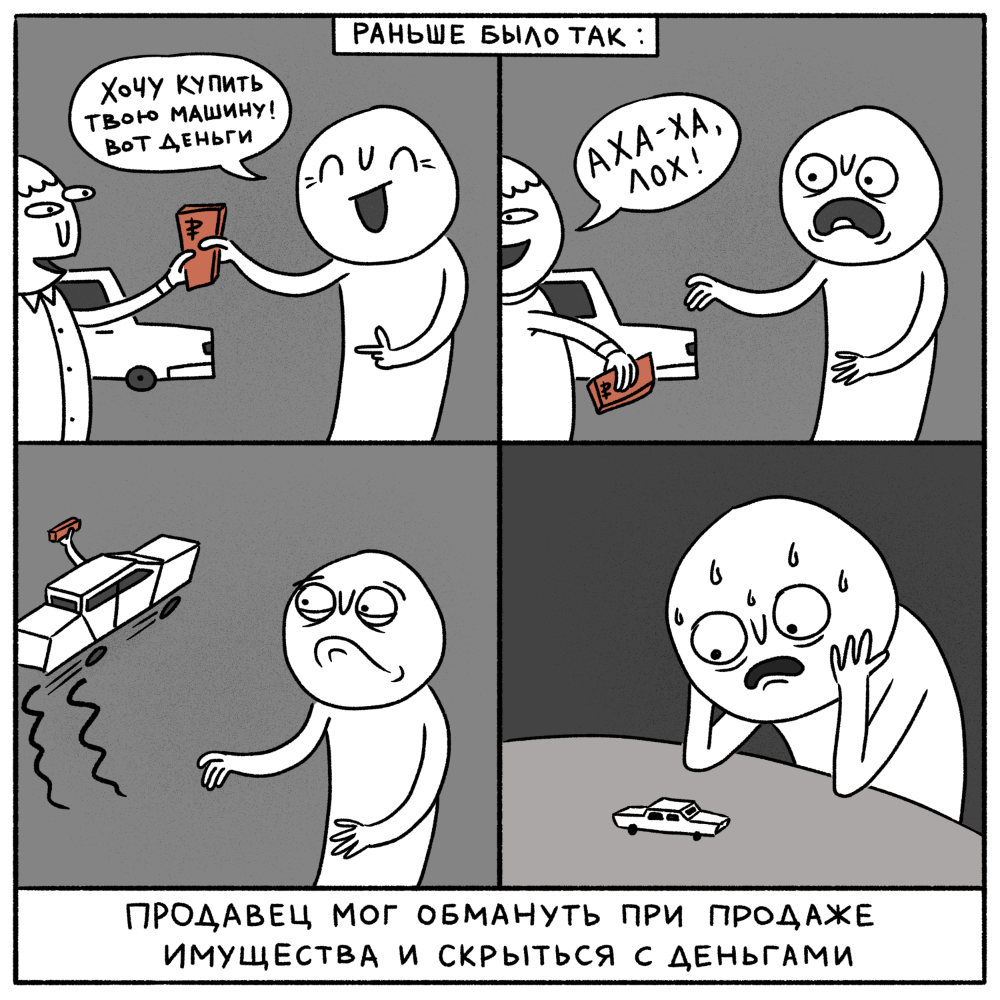 РАНЬШЕ БЫЛО ТАК:
ХОЧУ КУПИТЬ
ТВОЮ МАШИНУ!
ВОТ ДЕНЬГИ
₽
АХА-ХА,
ЛОХ!
₽
ПРОДАВЕЦ МОГ ОБМАНУТЬ ПРИ ПРОДАЖЕ
ИМУЩЕСТВА И СКРЫТЬСЯ С ДЕНЬГАМИ